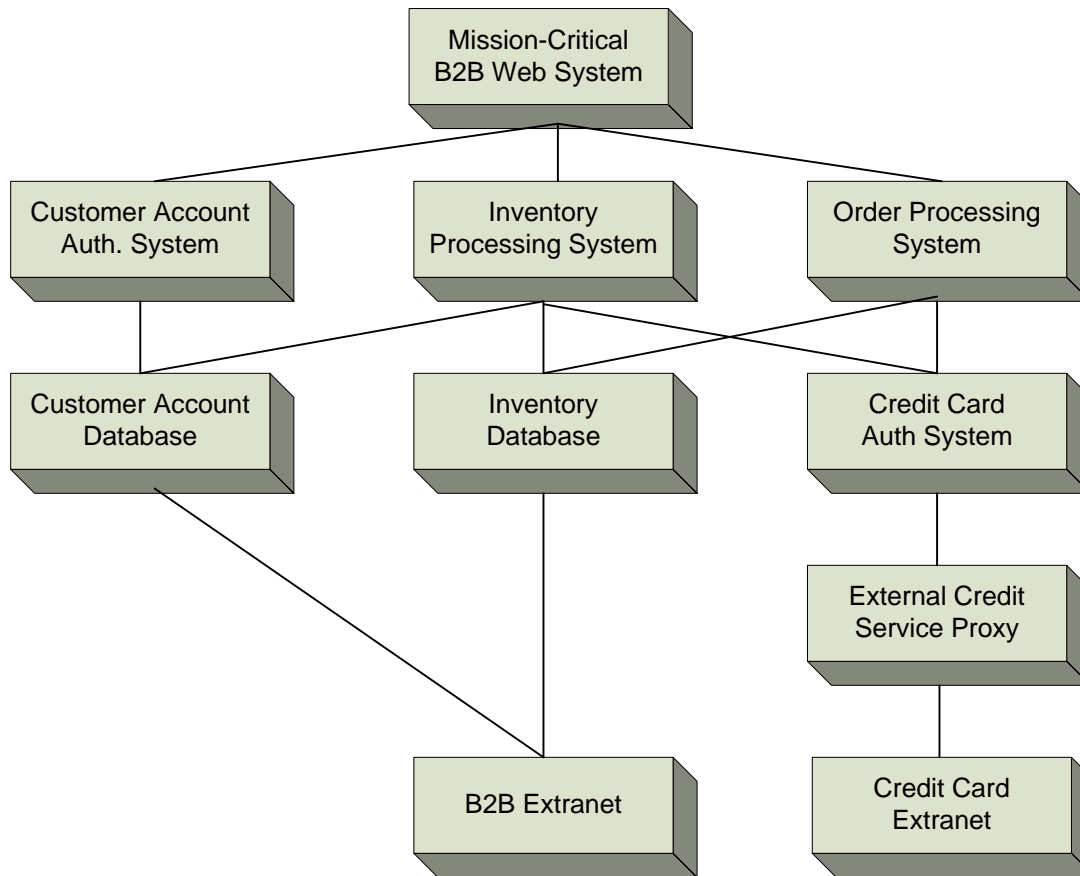 Mission-Critical
B2B Web System
Customer Account
Auth. System
Inventory
Processing System
Order Processing
System
Customer Account
Database
Inventory
Database
Credit Card
Auth System
External Credit
Service Proxy
B2B Extranet
Credit Card
Extranet